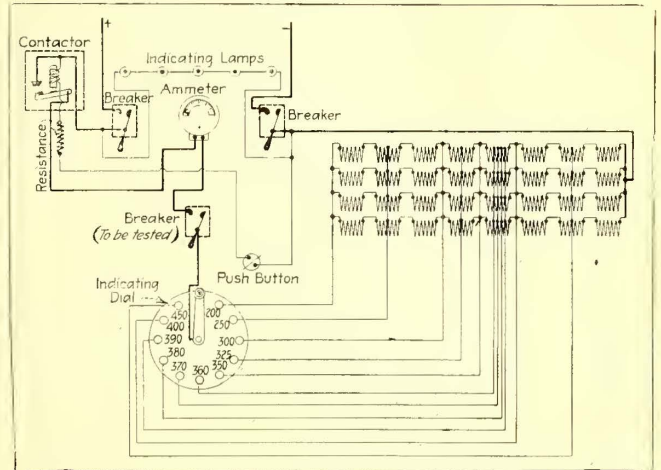 +
−
Contactor
Indicating Lamps
Breaker
Ammeter
Breaker
Resistance
Breaker
(To be tested)
Push Button
Indicating
Dial
450
200
400
250
390
300
380
325
370
360
350